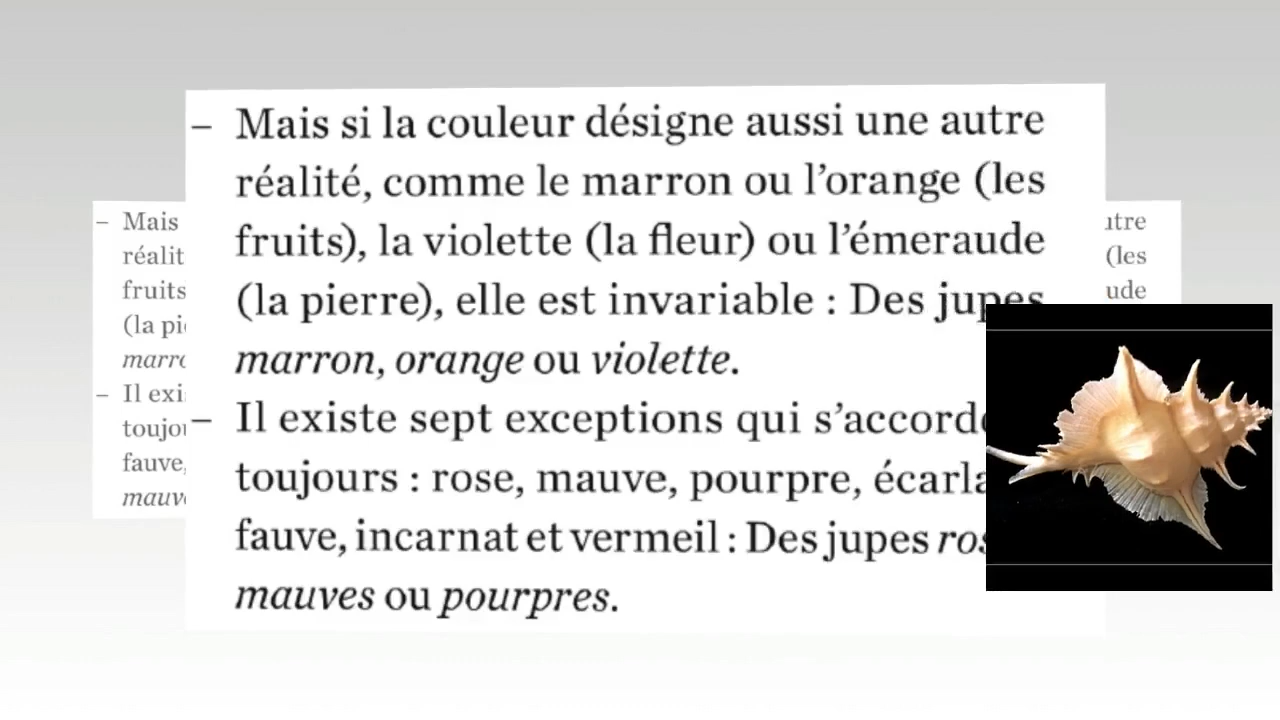 – Mais si la couleur désigne aussi une autre
réalité, comme le marron ou l’orange (les
fruits), la violette (la fleur) ou l’émeraude
(la pierre), elle est invariable : Des jupes
marron, orange ou violette.
– Il existe sept exceptions qui s’accord
toujours : rose, mauve, pourpre, écarla
fauve, incarnat et vermeil : Des jupes ros
mauves ou pourpres.